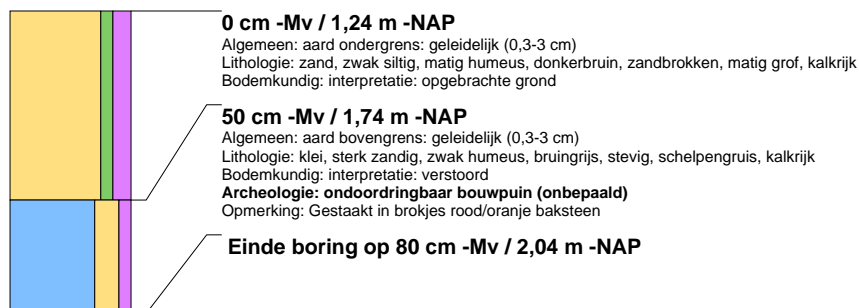 0 cm -Mv / 1,24 m -NAP
Algemeen: aard ondergrens: geleidelijk (0,3-3 cm)
Lithologie: zand, zwak siltig, matig humeus, donkerbruin, zandbrokken, matig grof, kalkrijk
Bodemkundig: interpretatie: opgebrachte grond
50 cm -Mv / 1,74 m -NAP
Algemeen: aard bovengrens: geleidelijk (0,3-3 cm)
Lithologie: klei, sterk zandig, zwak humeus, bruingrijs, stevig, schelpengruis, kalkrijk
Bodemkundig: interpretatie: verstoord
Archeologie: ondoordringbaar bouwpuin (onbepaald)
Opmerking: Gestaakt in brokjes rood/oranje baksteen
Einde boring op 80 cm -Mv / 2,04 m -NAP